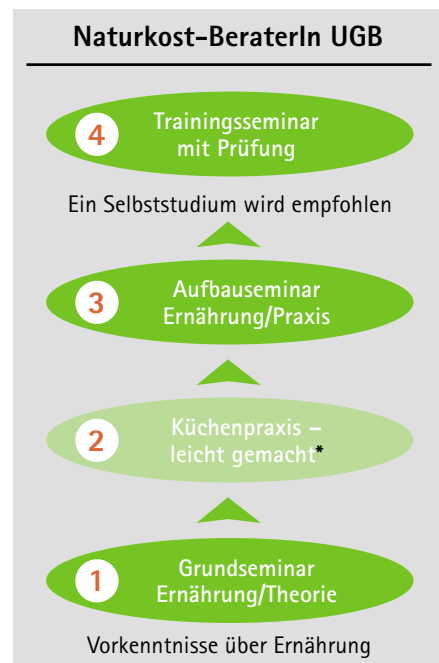 Naturkost-BeraterIn UGB
4
Trainingsseminar
mit Prüfung
Ein Selbststudium wird empfohlen
3
Aufbauseminar
Ernährung/Praxis
2
Küchenpraxis –
leicht gemacht*
1
Grundseminar
Ernährung/Theorie
Vorkenntnisse über Ernährung